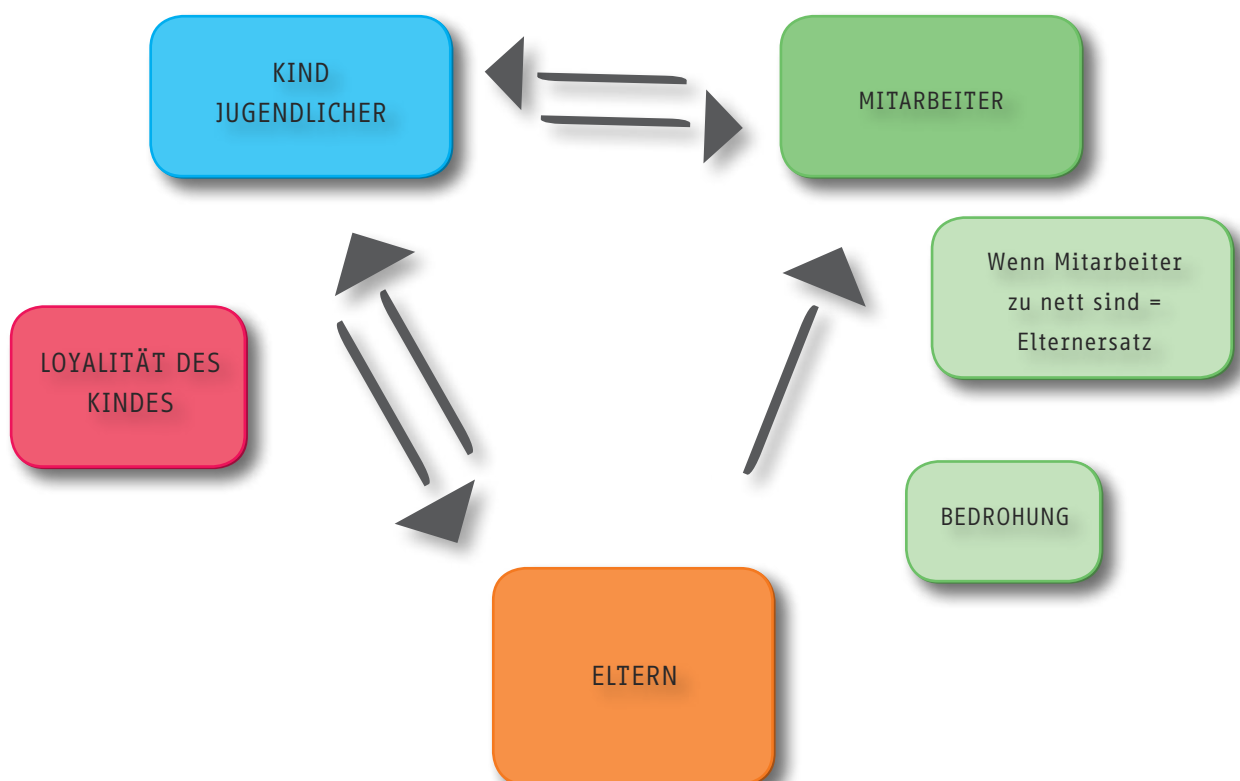 KIND
JUGENDLICHER
MITARBEITER
Wenn Mitarbeiter
zu nett sind =
Elternersatz
LOYALITÄT DES
KINDES
BEDROHUNG
ELTERN